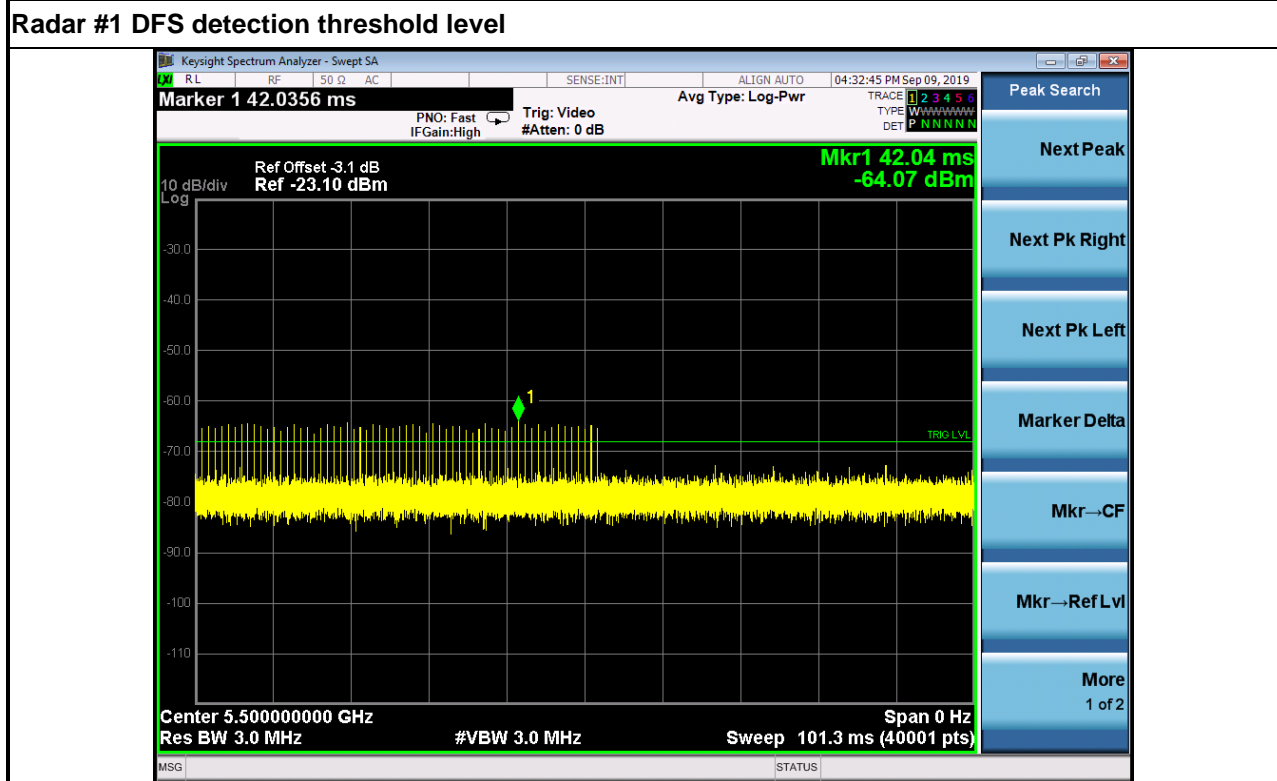 Radar #1 DFS detection threshold level
Keysight Spectrum Analyzer - Swept SA
LXI RL RF 50 Ω AC SENSE:INT ALIGN AUTO 04:32:45 PM Sep 09, 2019
Marker 1 42.0356 ms
PNO: Fast
IFGain:High
Trig: Video
#Atten: 0 dB
Avg Type: Log-Pwr
TRACE 1 2 3 4 5 6
TYPE WWWWWW
DET P N N N N N
Mkr1 42.04 ms
-64.07 dBm
Ref Offset -3.1 dB
10 dB/div Ref -23.10 dBm
Log
-30.0
-40.0
-50.0
-60.0
-70.0
-80.0
-90.0
-100
-110
1
TRIG LVL
Center 5.500000000 GHz Span 0 Hz
Res BW 3.0 MHz #VBW 3.0 MHz Sweep 101.3 ms (40001 pts)
MSG STATUS
Peak Search
Next Peak
Next Pk Right
Next Pk Left
Marker Delta
Mkr→CF
Mkr→Ref Lvl
More
1 of 2